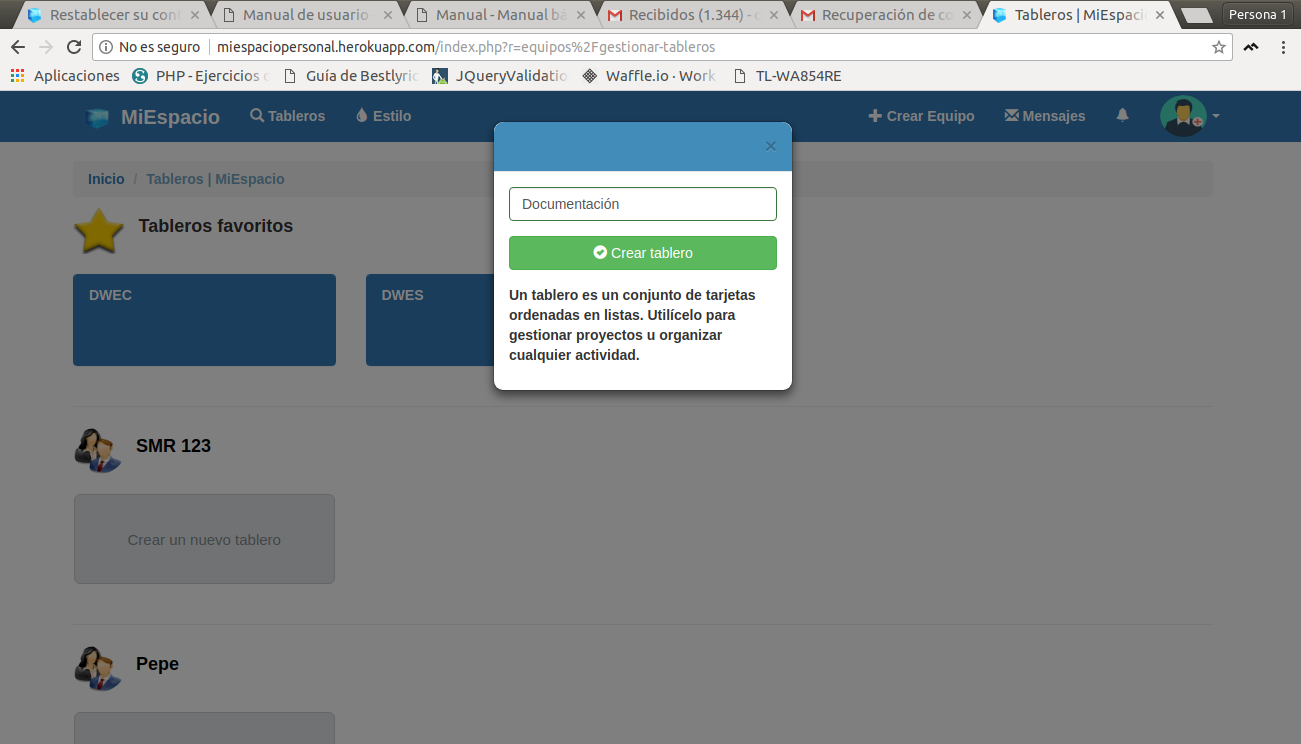 Restablecer su con
Manual de usuario
Manual - Manual bá
Recibidos (1.344) -
Recuperación de co
Tableros | MiEspaci
Persona 1
No es seguro
miespaciopersonal.herokuapp.com/index.php?r=equipos%2Fgestionar-tableros
Aplicaciones
PHP - Ejercicios
Guía de Bestlyric
JQueryValidatio
Waffle.io · Work
TL-WA854RE
MiEspacio
Tableros
Estilo
Crear Equipo
Mensajes
×
Inicio / Tableros | MiEspacio
Tableros favoritos
DWEC
DWES
Documentación
Crear tablero
Un tablero es un conjunto de tarjetas
ordenadas en listas. Utilícelo para
gestionar proyectos u organizar
cualquier actividad.
SMR 123
Crear un nuevo tablero
Pepe